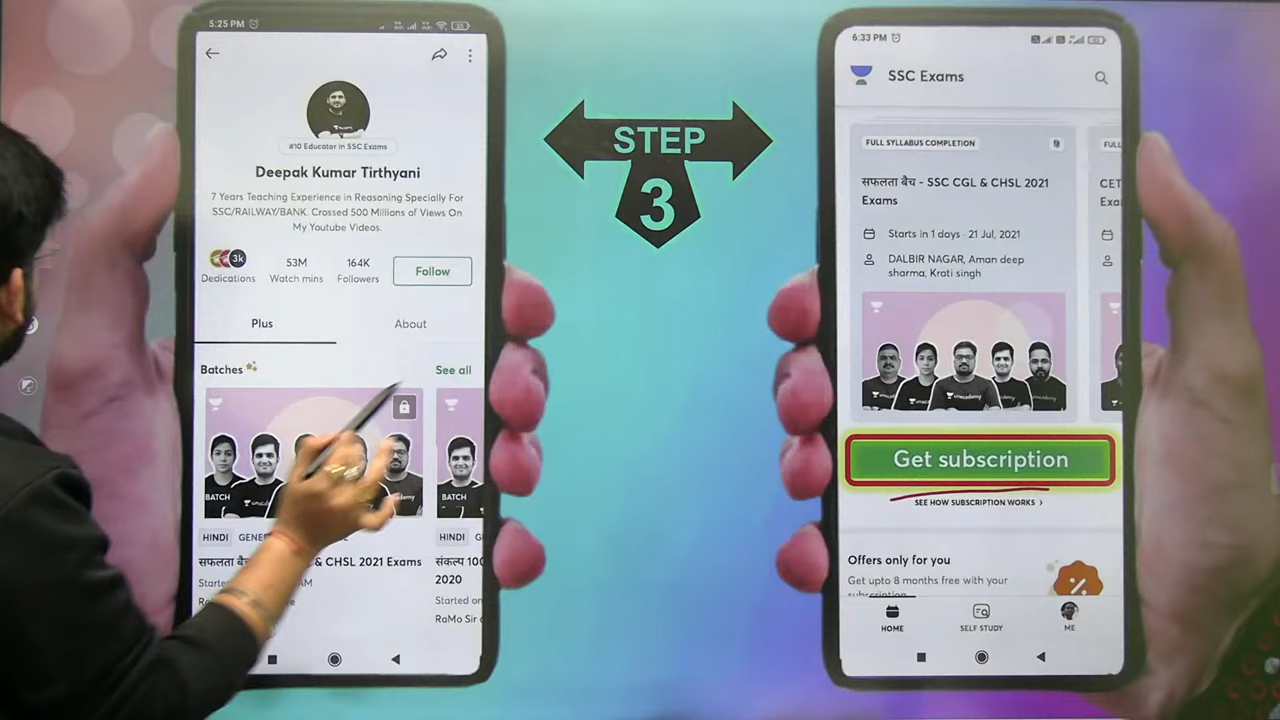 5:25 PM
#10 Educator in SSC Exams
Deepak Kumar Tirthyani
7 Years Teaching Experience in Reasoning Specially For
SSC/RAILWAY/BANK. Crossed 500 Millions of Views On
My Youtube Videos.
3k
Dedications
53M
Watch mins
164K
Followers
Follow
Plus
About
Batches
See all
BATCH
BATCH
HINDI
HINDI
सफलता
& CHSL 2021 Exams
2020
Started on
RaMo Sir
STEP
3
6:33 PM
SSC Exams
FULL SYLLABUS COMPLETION
सफलता बैच - SSC CGL & CHSL 2021
Exams
Starts in 1 days · 21 Jul, 2021
DALBIR NAGAR, Aman deep
sharma, Krati singh
unacademy
CET
Get subscription
SEE HOW SUBSCRIPTION WORKS >
Offers only for you
Get upto 8 months free with your
subscription
HOME
SELF STUDY
ME